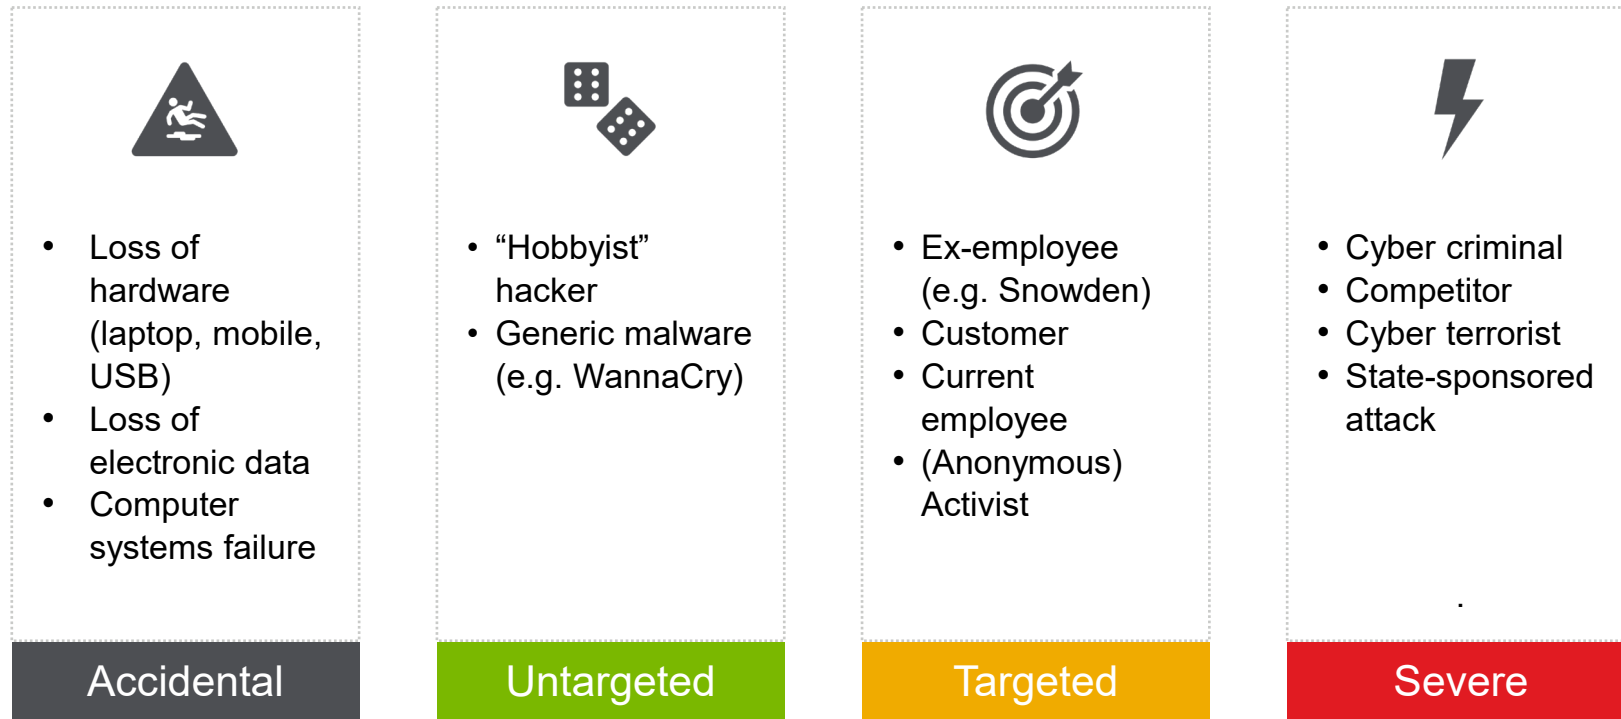 • Loss of
hardware
(laptop, mobile,
USB)
• Loss of
electronic data
• Computer
systems failure
Accidental
• “Hobbyist”
hacker
• Generic malware
(e.g. WannaCry)
Untargeted
• Ex-employee
(e.g. Snowden)
• Customer
• Current
employee
• (Anonymous)
Activist
Targeted
• Cyber criminal
• Competitor
• Cyber terrorist
• State-sponsored
attack
.
Severe